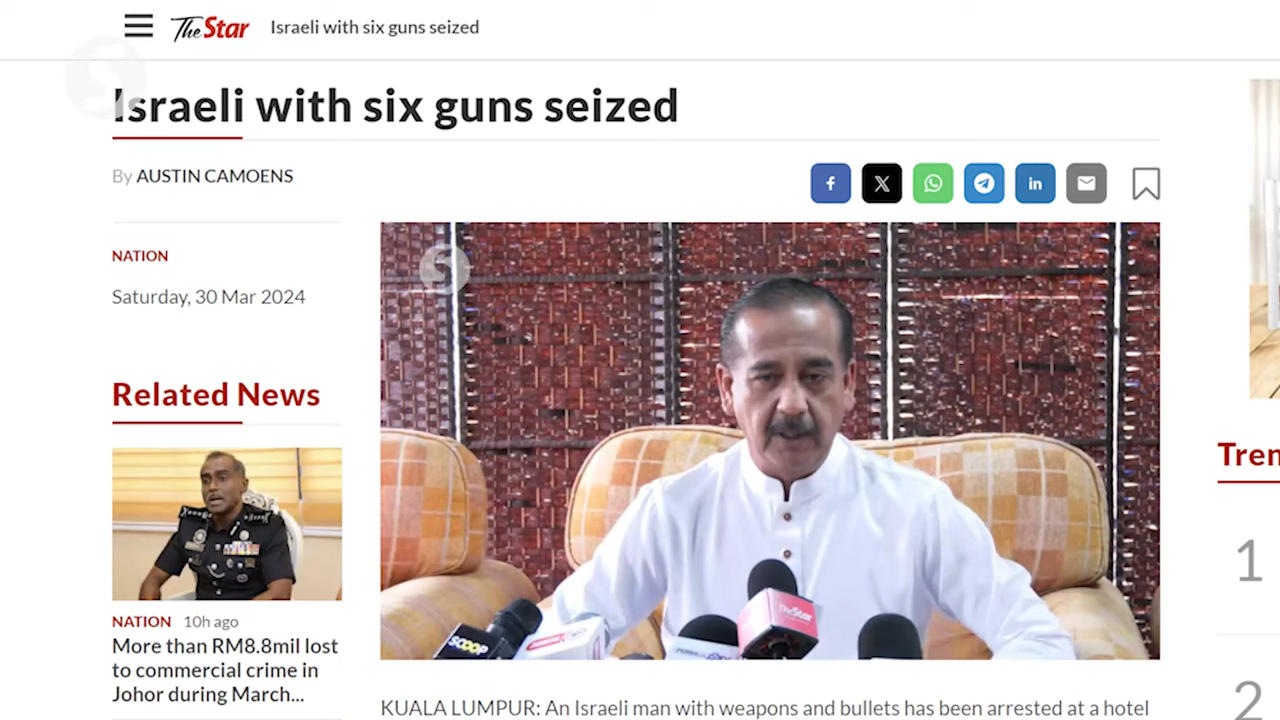 The Star Israeli with six guns seized
Israeli with six guns seized
By AUSTIN CAMOENS
NATION
Saturday, 30 Mar 2024
Related News
NATION 10h ago
More than RM8.8mil lost
to commercial crime in
Johor during March...
SCOOP
TheStar
KUALA LUMPUR: An Israeli man with weapons and bullets has been arrested at a hotel
Tren
1
2